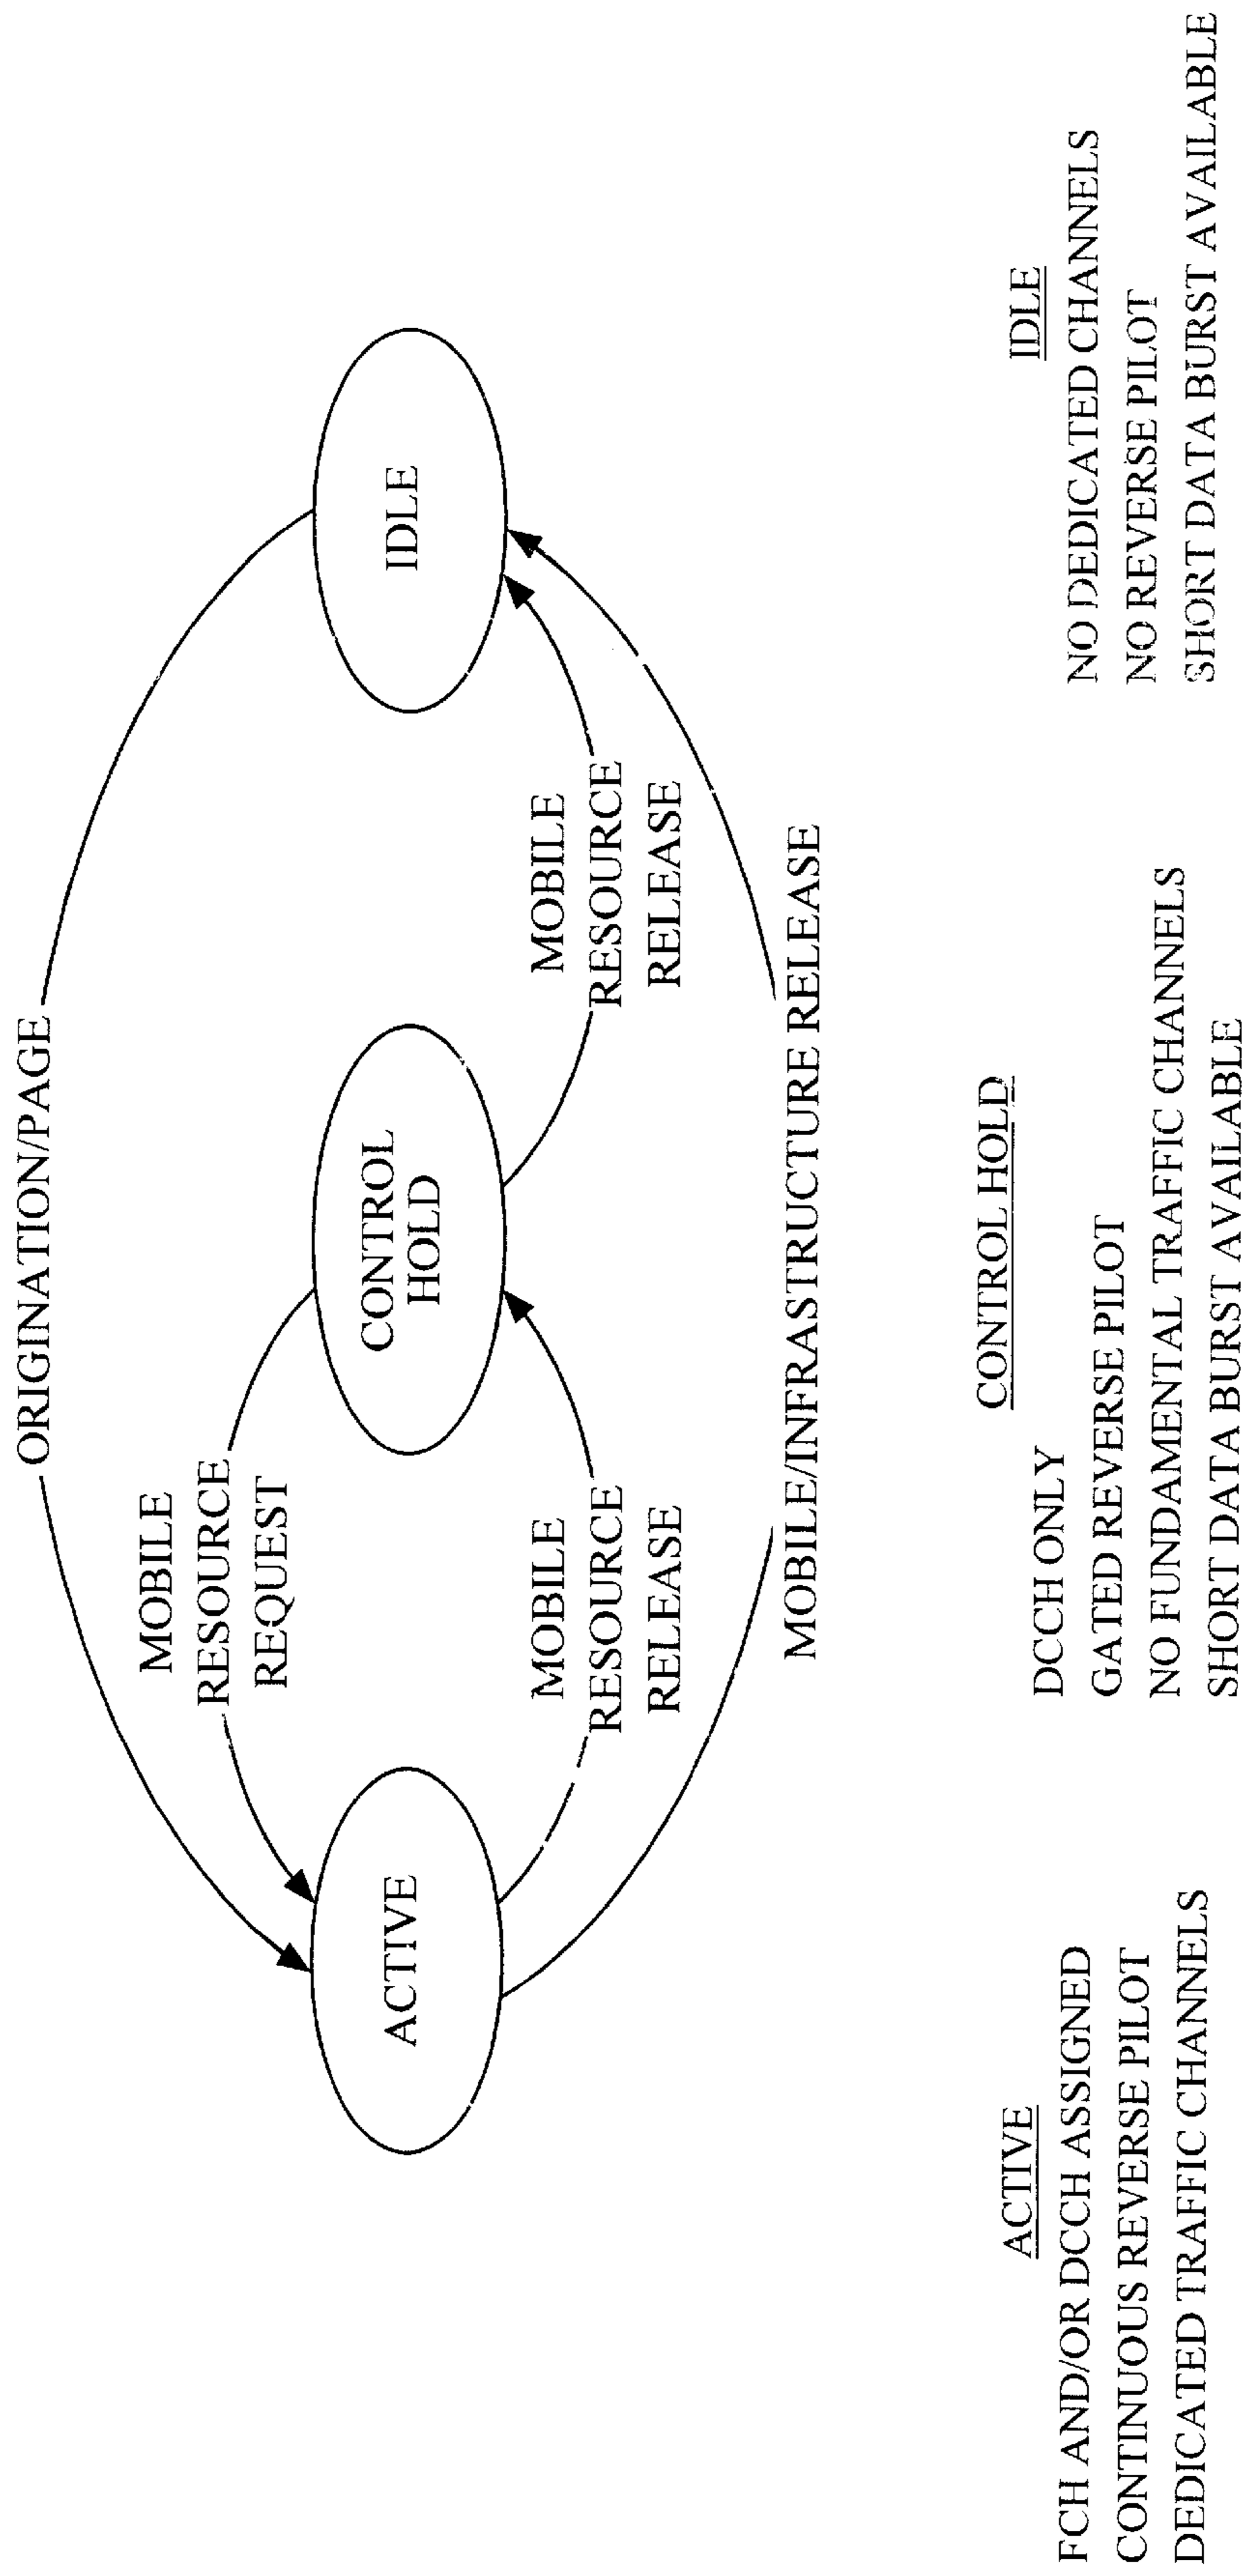 ORIGINATION/PAGE
MOBILE
RESOURCE
REQUEST
ACTIVE
CONTROL
HOLD
IDLE
MOBILE
RESOURCE
RELEASE
MOBILE
RESOURCE
RELEASE
MOBILE/INFRASTRUCTURE RELEASE
ACTIVE
FCH AND/OR DCCH ASSIGNED
CONTINUOUS REVERSE PILOT
DEDICATED TRAFFIC CHANNELS
CONTROL HOLD
DCCH ONLY
GATED REVERSE PILOT
NO FUNDAMENTAL TRAFFIC CHANNELS
SHORT DATA BURST AVAILABLE
IDLE
NO DEDICATED CHANNELS
NO REVERSE PILOT
SHORT DATA BURST AVAILABLE